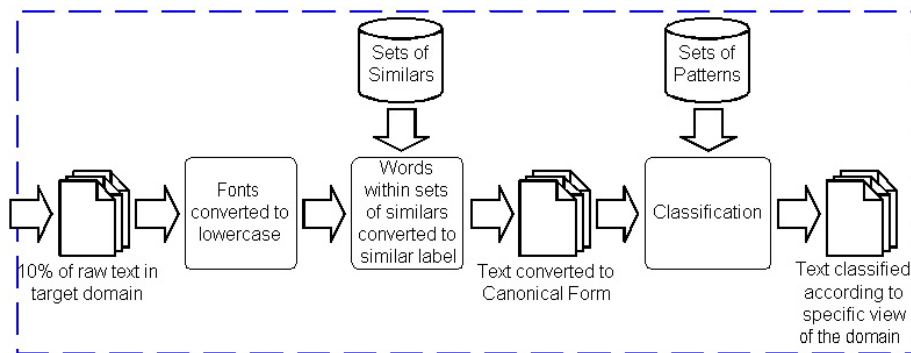 Sets of
Similars
Sets of
Patterns
Fonts
converted to
lowercase
Words
within sets
of similars
converted to
similar label
Classification
10% of raw text in
target domain
Text converted to
Canonical Form
Text classified
according to
specific view
of the domain